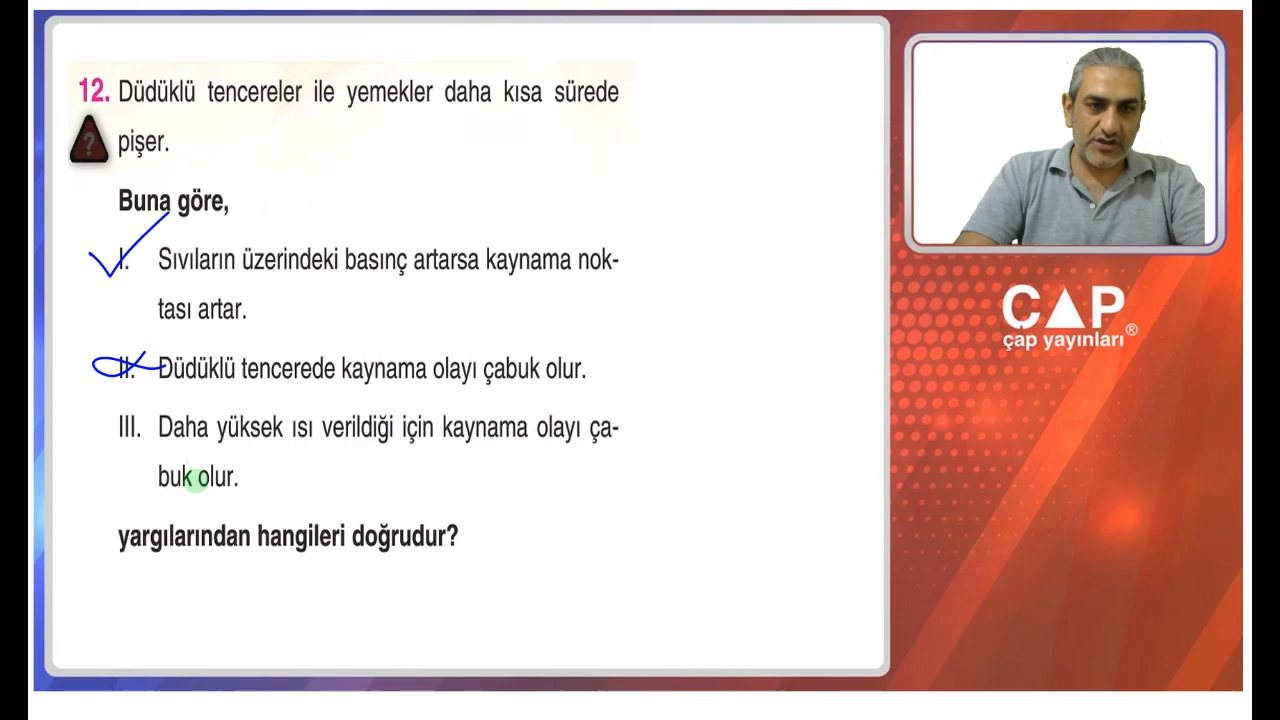 12. Düdüklü tencereler ile yemekler daha kısa sürede
pişer.
?
Buna göre,
I. Sıvıların üzerindeki basınç artarsa kaynama nok-
tası artar.
II. Düdüklü tencerede kaynama olayı çabuk olur.
III. Daha yüksek ısı verildiği için kaynama olayı ça-
buk olur.
yargılarından hangileri doğrudur?
ÇAP®
çap yayınları